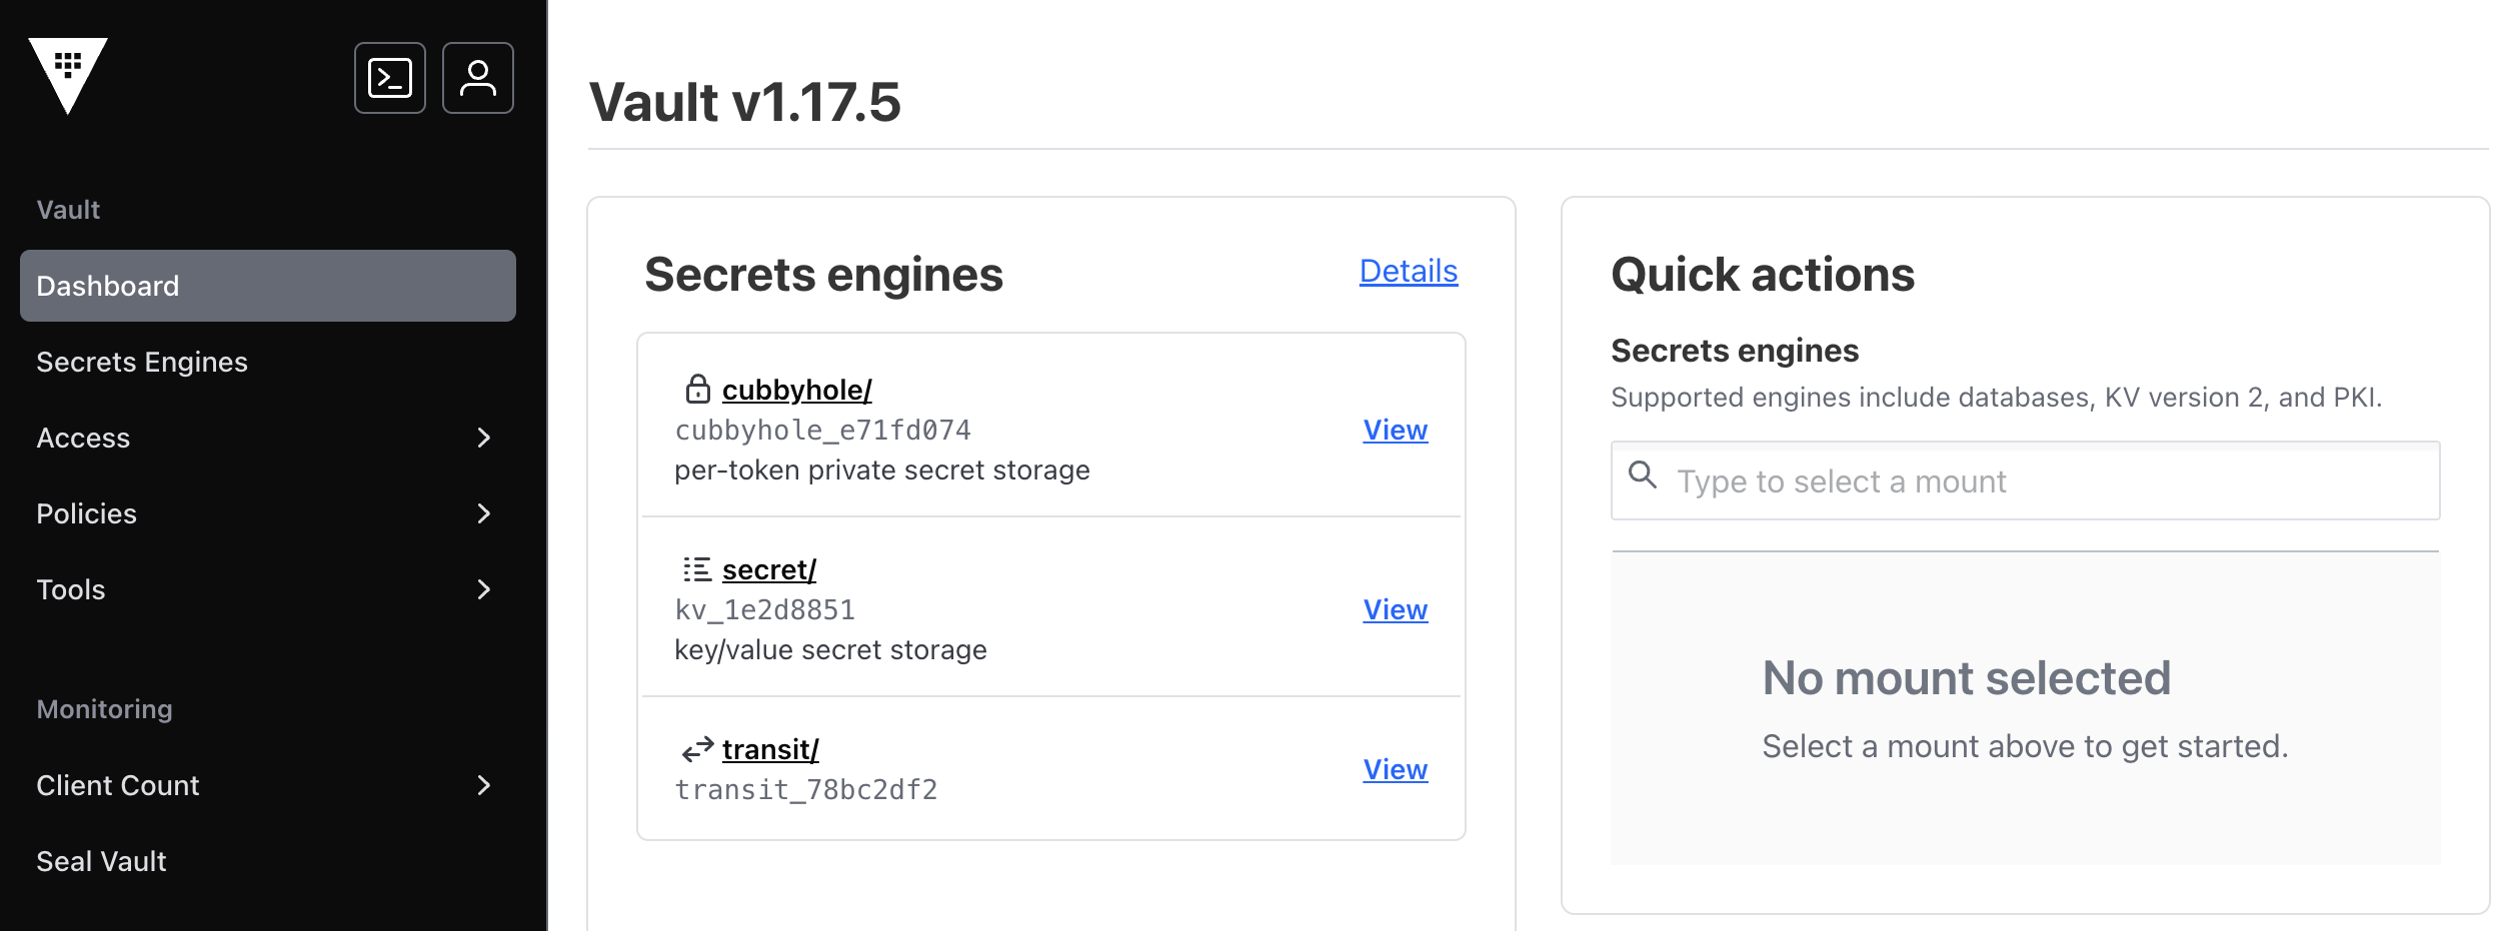 Vault
Dashboard
Secrets Engines
Access
Policies
Tools
Monitoring
Client Count
Seal Vault
Vault v1.17.5
Secrets engines
Details
cubbyhole/
cubbyhole_e71fd074
View
per-token private secret storage
secret/
kv_1e2d8851
View
key/value secret storage
transit/
View
transit_78bc2df2
Quick actions
Secrets engines
Supported engines include databases, KV version 2, and PKI.
Type to select a mount
No mount selected
Select a mount above to get started.